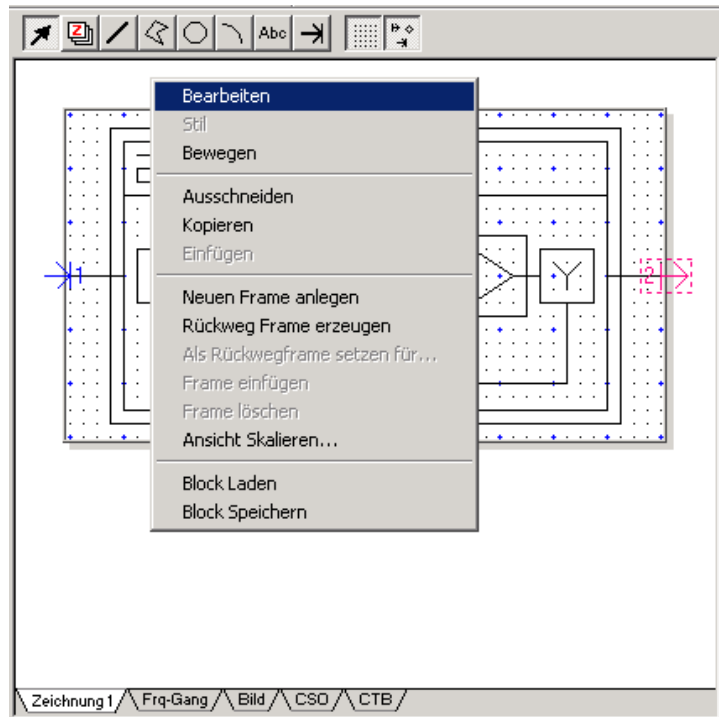 Z
Abc
Bearbeiten
Stil
Bewegen
Ausschneiden
Kopieren
Einfügen
1
Y
2
Neuen Frame anlegen
Rückweg Frame erzeugen
Als Rückwegframe setzen für...
Frame einfügen
Frame löschen
Ansicht Skalieren...
Block Laden
Block Speichern
Zeichnung 1 Frq-Gang Bild CSO CTB